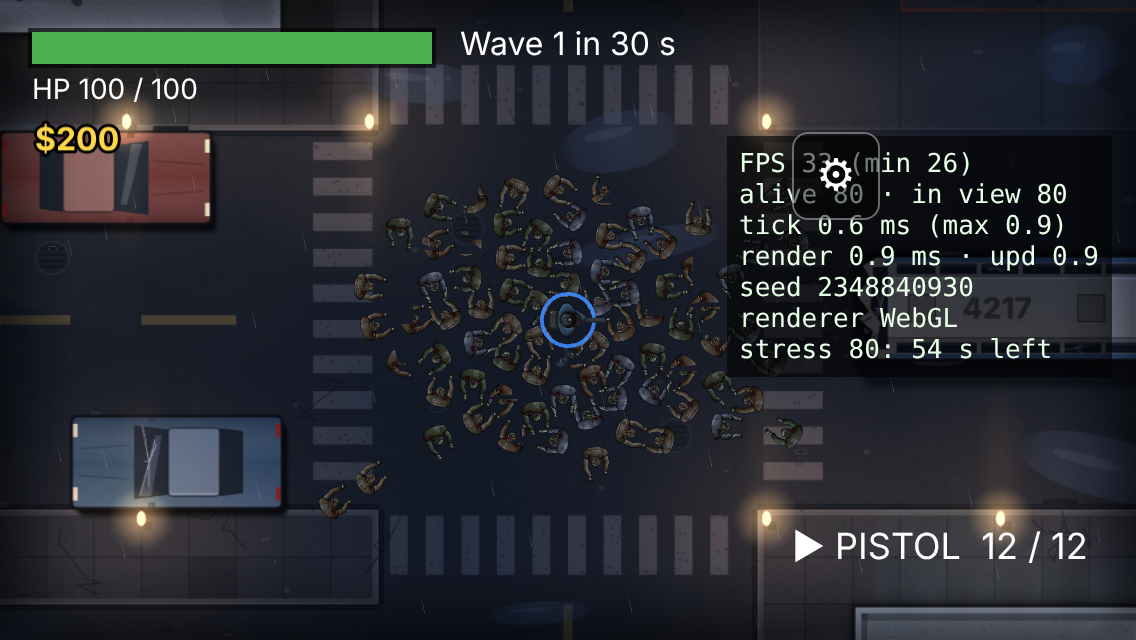 Wave 1 in 30 s
HP 100 / 100
$200
FPS 33 (min 26)
alive 80 · in view 80
tick 0.6 ms (max 0.9)
render 0.9 ms · upd 0.9
seed 2348840930
renderer WebGL
stress 80: 54 s left
4217
▶ PISTOL 12 / 12